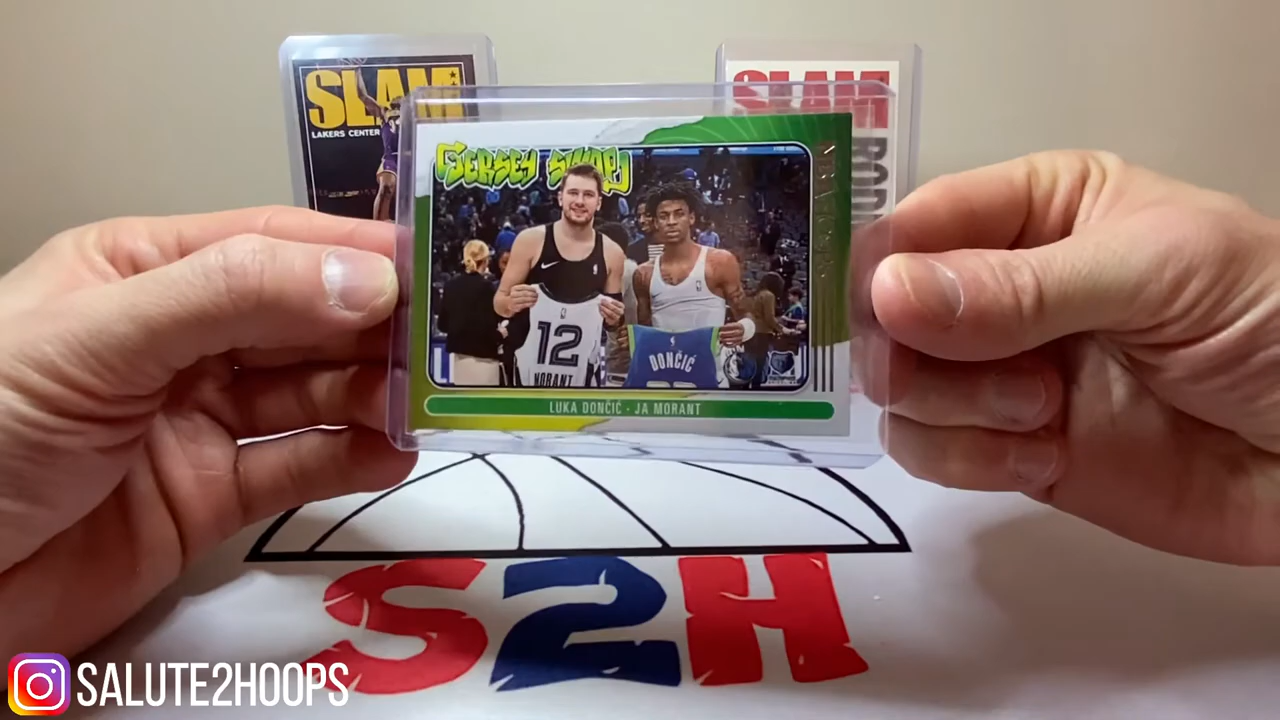 SLAM
LAKERS CENTER
SLAM
JERSEY SWAP
12
MORANT
DONČIĆ
LUKA DONČIĆ · JA MORANT
S2H
SALUTE2HOOPS